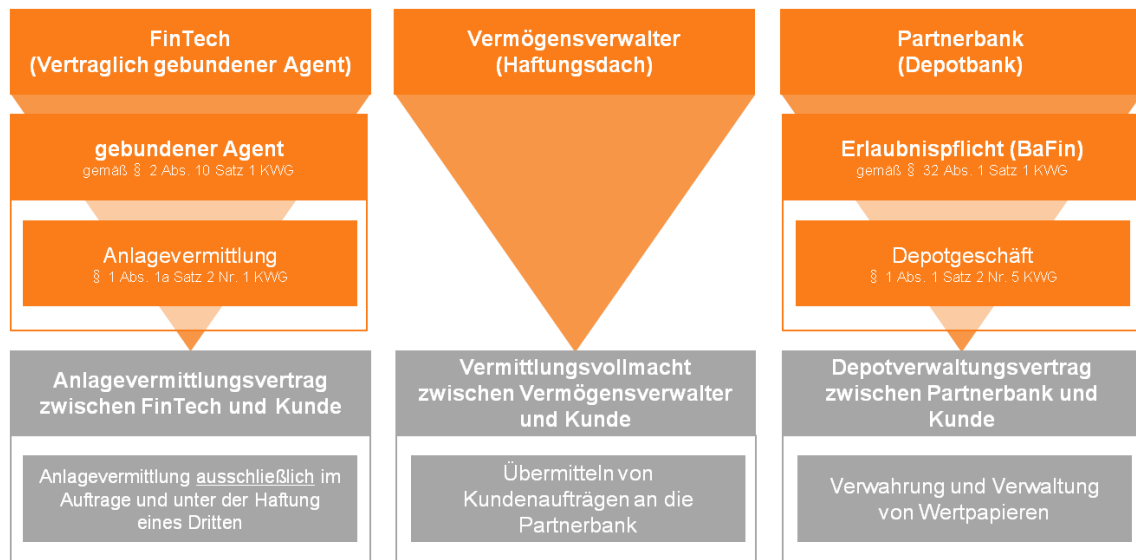 FinTech
(Vertraglich gebundener Agent)
gebundener Agent
gemäß § 2 Abs. 10 Satz 1 KWG
Anlagevermittlung
§ 1 Abs. 1a Satz 2 Nr. 1 KWG
Anlagevermittlungsvertrag
zwischen FinTech und Kunde
Anlagevermittlung ausschließlich im
Auftrage und unter der Haftung
eines Dritten
Vermögensverwalter
(Haftungsdach)
Vermittlungsvollmacht
zwischen Vermögensverwalter
und Kunde
Übermitteln von
Kundenaufträgen an die
Partnerbank
Partnerbank
(Depotbank)
Erlaubnispflicht (BaFin)
gemäß § 32 Abs. 1 Satz 1 KWG
Depotgeschäft
§ 1 Abs. 1 Satz 2 Nr. 5 KWG
Depotverwaltungsvertrag
zwischen Partnerbank und
Kunde
Verwahrung und Verwaltung
von Wertpapieren